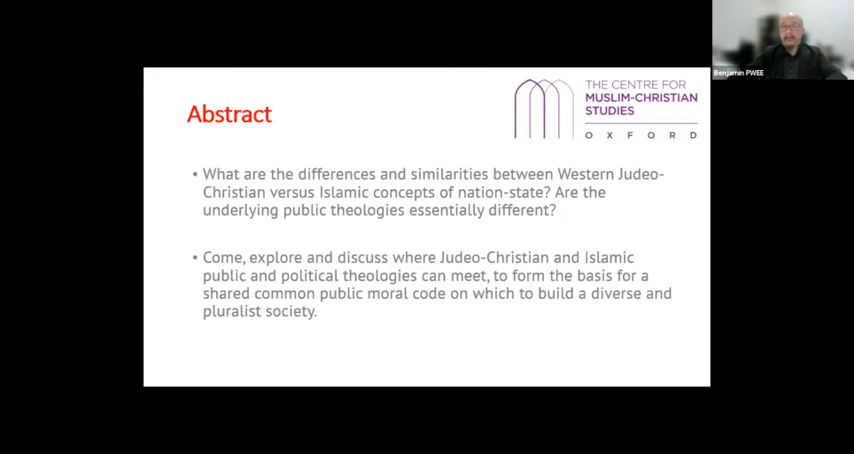 Benjamin PWEE
Abstract
THE CENTRE FOR
MUSLIM-CHRISTIAN
STUDIES
O X F O R D
• What are the differences and similarities between Western Judeo-
Christian versus Islamic concepts of nation-state? Are the
underlying public theologies essentially different?
• Come, explore and discuss where Judeo-Christian and Islamic
public and political theologies can meet, to form the basis for a
shared common public moral code on which to build a diverse and
pluralist society.